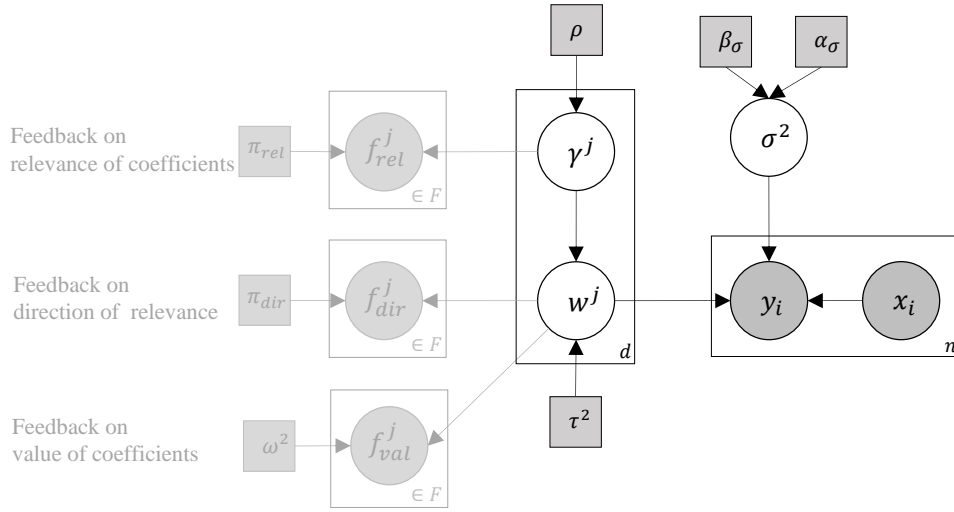 ρ
β_σ
α_σ
Feedback on
relevance of coefficients
π_rel
f^j_rel
∈ F
γ^j
σ^2
Feedback on
direction of relevance
π_dir
f^j_dir
∈ F
w^j
d
y_i
x_i
n
Feedback on
value of coefficients
ω^2
f^j_val
∈ F
τ^2